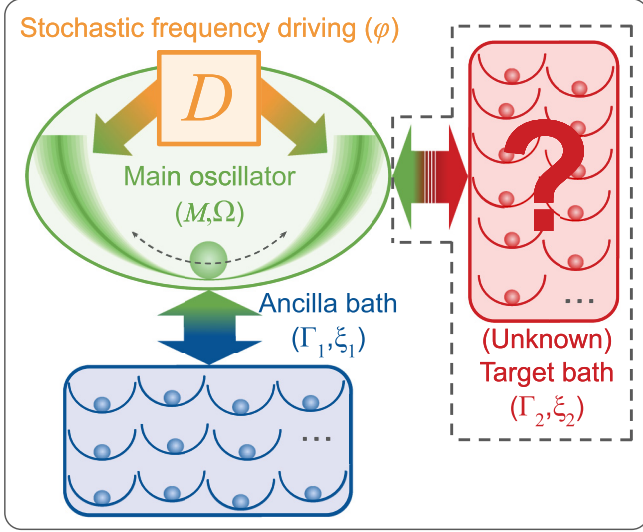 Stochastic frequency driving (φ)
D
Main oscillator
(M,Ω)
Ancilla bath
(Γ₁,ξ₁)
...
?
...
(Unknown)
Target bath
(Γ₂,ξ₂)